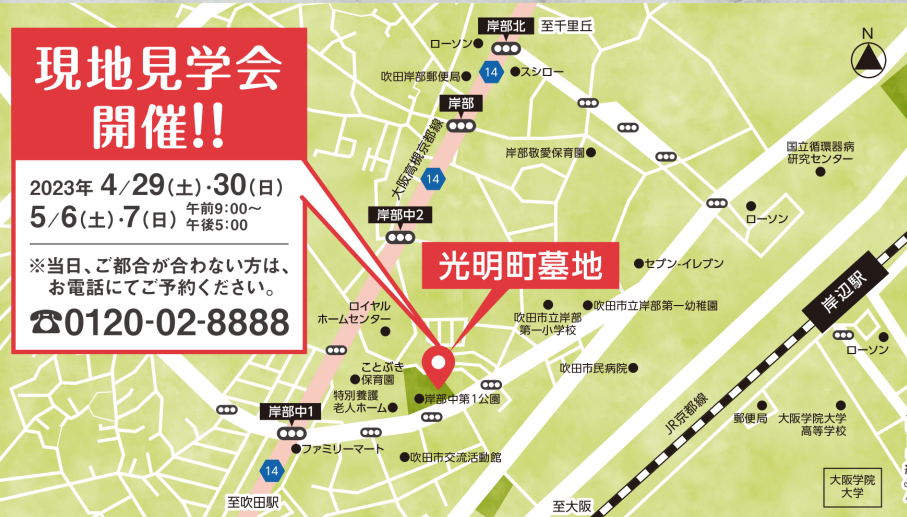 現地見学会
開催!!
2023年 4/29(土)・30(日)
5/6(土)・7(日) 午前9:00〜
午後5:00
※当日、ご都合が合わない方は、
お電話にてご予約ください。
☎0120-02-8888
岸部北
至千里丘
ローソン
吹田岸部郵便局
14
スシロー
岸部
N
大阪高槻京都線
14
岸部敬愛保育園
国立循環器病
研究センター
ローソン
岸部中2
光明町墓地
セブン-イレブン
岸辺駅
ロイヤル
ホームセンター
吹田市立岸部
第一小学校
吹田市立岸部第一幼稚園
ローソン
ことぶき
保育園
吹田市民病院
特別養護
老人ホーム
岸部中第1公園
岸部中1
JR京都線
郵便局
大阪学院大学
高等学校
ファミリーマート
吹田市交流活動館
14
大阪学院
大学
至吹田駅
至大阪